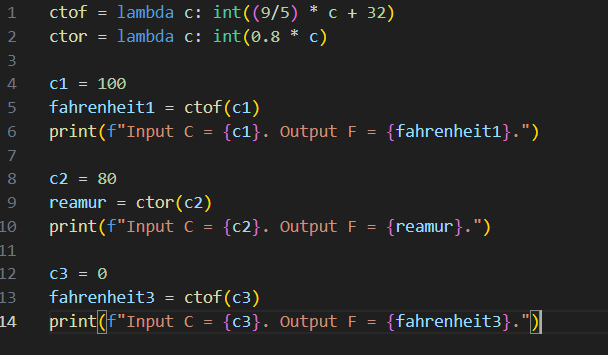 1 ctof = lambda c: int((9/5) * c + 32)
2 ctor = lambda c: int(0.8 * c)
3
4 c1 = 100
5 fahrenheit1 = ctof(c1)
6 print(f"Input C = {c1}. Output F = {fahrenheit1}.")
7
8 c2 = 80
9 reamur = ctor(c2)
10 print(f"Input C = {c2}. Output F = {reamur}.")
11
12 c3 = 0
13 fahrenheit3 = ctof(c3)
14 print(f"Input C = {c3}. Output F = {fahrenheit3}.")